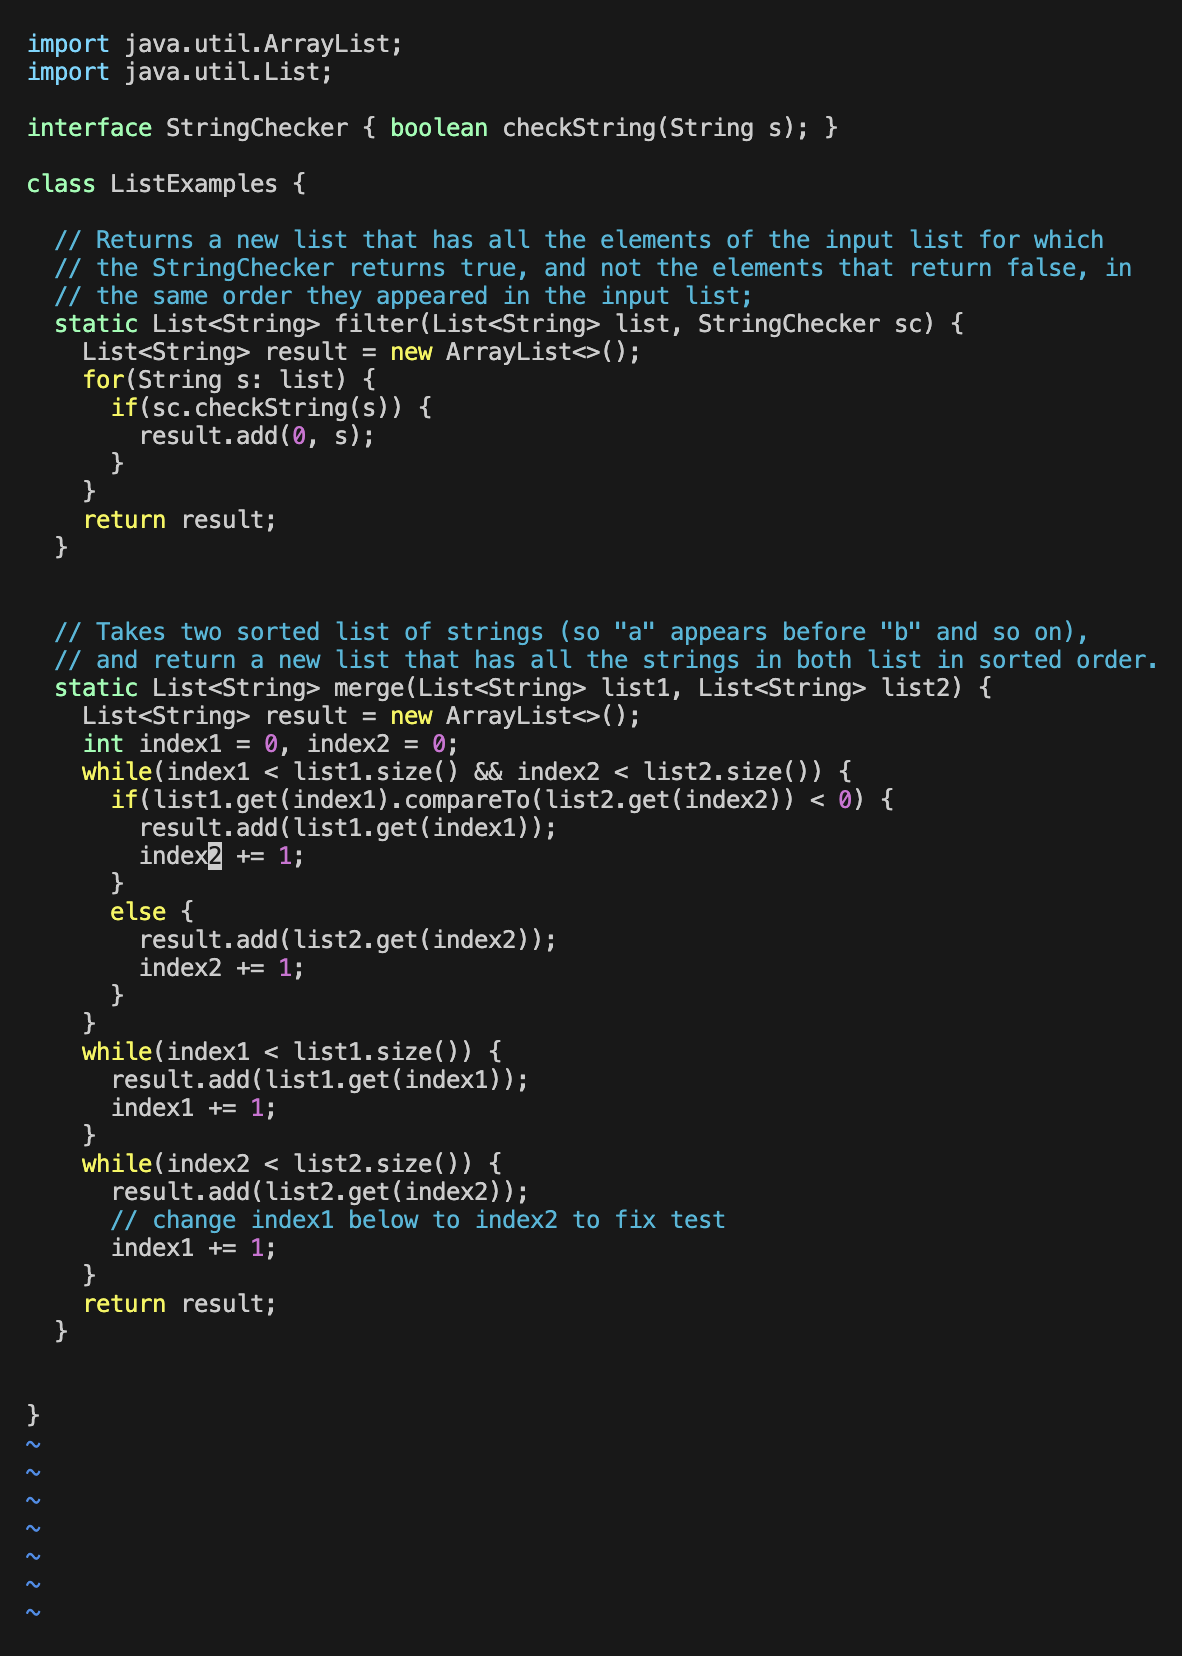 import java.util.ArrayList;
import java.util.List;

interface StringChecker { boolean checkString(String s); }

class ListExamples {

  // Returns a new list that has all the elements of the input list for which
  // the StringChecker returns true, and not the elements that return false, in
  // the same order they appeared in the input list;
  static List<String> filter(List<String> list, StringChecker sc) {
    List<String> result = new ArrayList<>();
    for(String s: list) {
      if(sc.checkString(s)) {
        result.add(0, s);
      }
    }
    return result;
  }


  // Takes two sorted list of strings (so "a" appears before "b" and so on),
  // and return a new list that has all the strings in both list in sorted order.
  static List<String> merge(List<String> list1, List<String> list2) {
    List<String> result = new ArrayList<>();
    int index1 = 0, index2 = 0;
    while(index1 < list1.size() && index2 < list2.size()) {
      if(list1.get(index1).compareTo(list2.get(index2)) < 0) {
        result.add(list1.get(index1));
        index2 += 1;
      }
      else {
        result.add(list2.get(index2));
        index2 += 1;
      }
    }
    while(index1 < list1.size()) {
      result.add(list1.get(index1));
      index1 += 1;
    }
    while(index2 < list2.size()) {
      result.add(list2.get(index2));
      // change index1 below to index2 to fix test
      index1 += 1;
    }
    return result;
  }


}
~
~
~
~
~
~
~